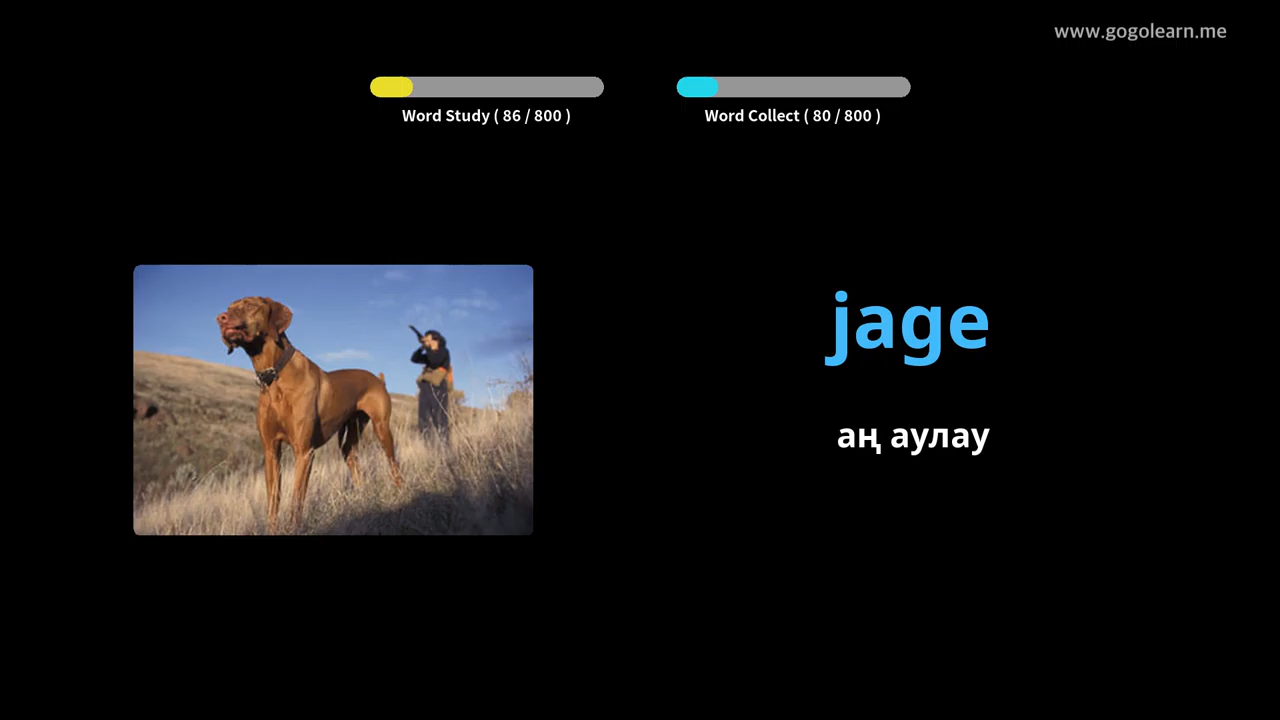 www.gogolearn.me
Word Study ( 86 / 800 )
Word Collect ( 80 / 800 )
jage
аң аулау